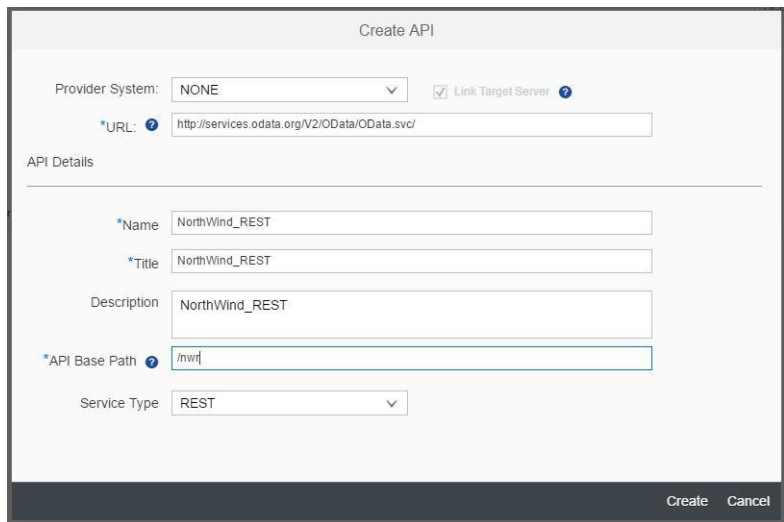 Create API
Provider System: NONE Link Target Server ?
*URL: ? http://services.odata.org/V2/OData/OData.svc/
API Details
*Name NorthWind_REST
*Title NorthWind_REST
Description NorthWind_REST
*API Base Path ? /nwr
Service Type REST
Create Cancel